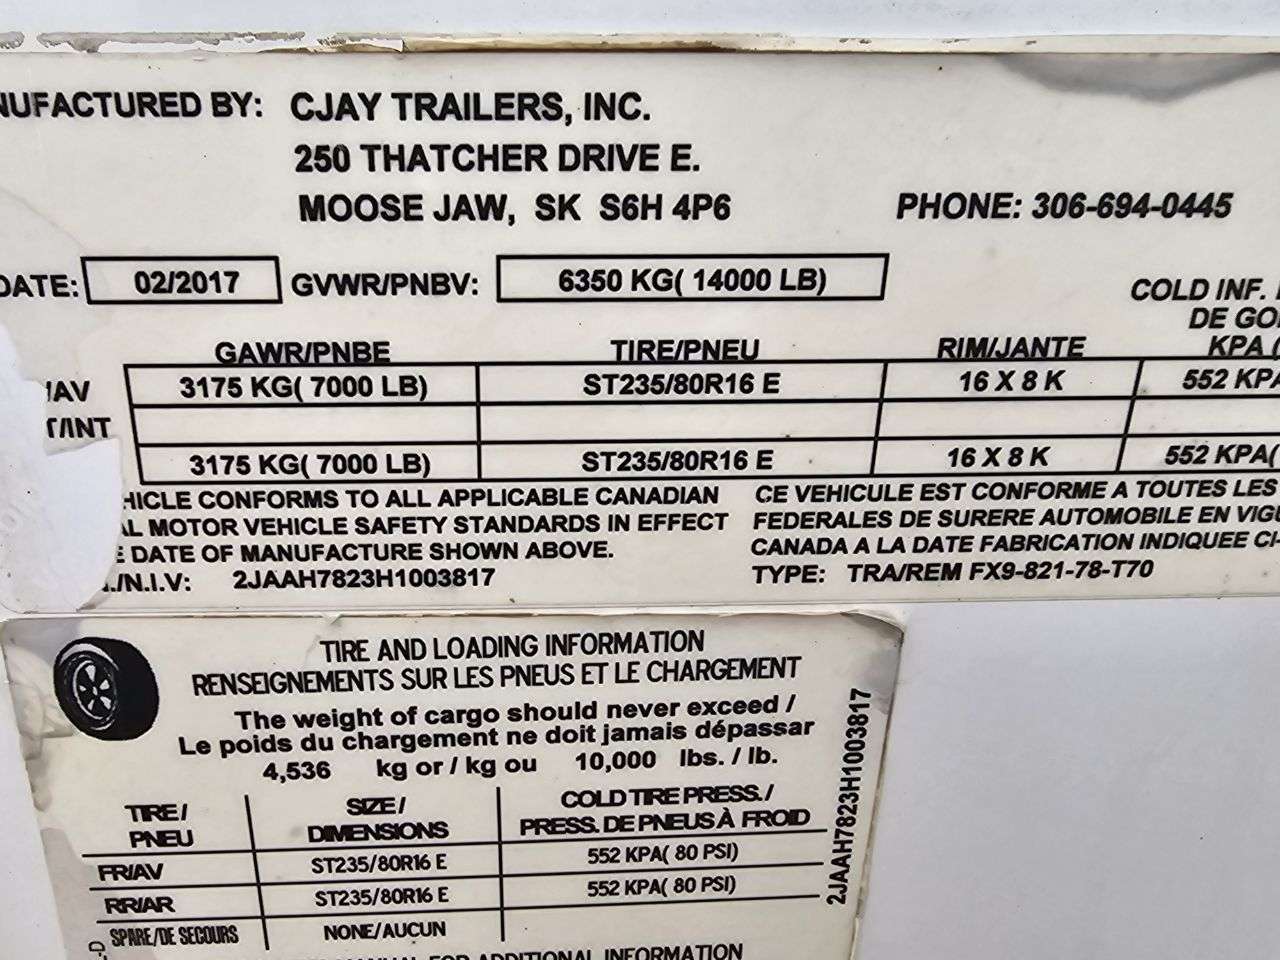 NUFACTURED BY: CJAY TRAILERS, INC.
250 THATCHER DRIVE E.
MOOSE JAW, SK S6H 4P6 PHONE: 306-694-0445
DATE: 02/2017 GVWR/PNBV: 6350 KG( 14000 LB)
COLD INF.
DE GO
GAWR/PNBE TIRE/PNEU RIM/JANTE KPA (
/AV 3175 KG( 7000 LB) ST235/80R16 E 16 X 8 K 552 KPA
T/INT
3175 KG( 7000 LB) ST235/80R16 E 16 X 8 K 552 KPA(
HICLE CONFORMS TO ALL APPLICABLE CANADIAN
AL MOTOR VEHICLE SAFETY STANDARDS IN EFFECT
E DATE OF MANUFACTURE SHOWN ABOVE.
./N.I.V: 2JAAH7823H1003817
CE VEHICULE EST CONFORME A TOUTES LES
FEDERALES DE SURERE AUTOMOBILE EN VIGU
CANADA A LA DATE FABRICATION INDIQUEE CI-
TYPE: TRA/REM FX9-821-78-T70
TIRE AND LOADING INFORMATION
RENSEIGNEMENTS SUR LES PNEUS ET LE CHARGEMENT
The weight of cargo should never exceed /
Le poids du chargement ne doit jamais dépassar
4,536 kg or / kg ou 10,000 lbs. / lb.
TIRE/ SIZE/ COLD TIRE PRESS./
PNEU DIMENSIONS PRESS. DE PNEUS À FROID
FR/AV ST235/80R16 E 552 KPA( 80 PSI)
RR/AR ST235/80R16 E 552 KPA( 80 PSI)
SPARE/DE SECOURS NONE/AUCUN
MANUAL FOR ADDITIONAL INFORMATION
2JAAH7823H1003817